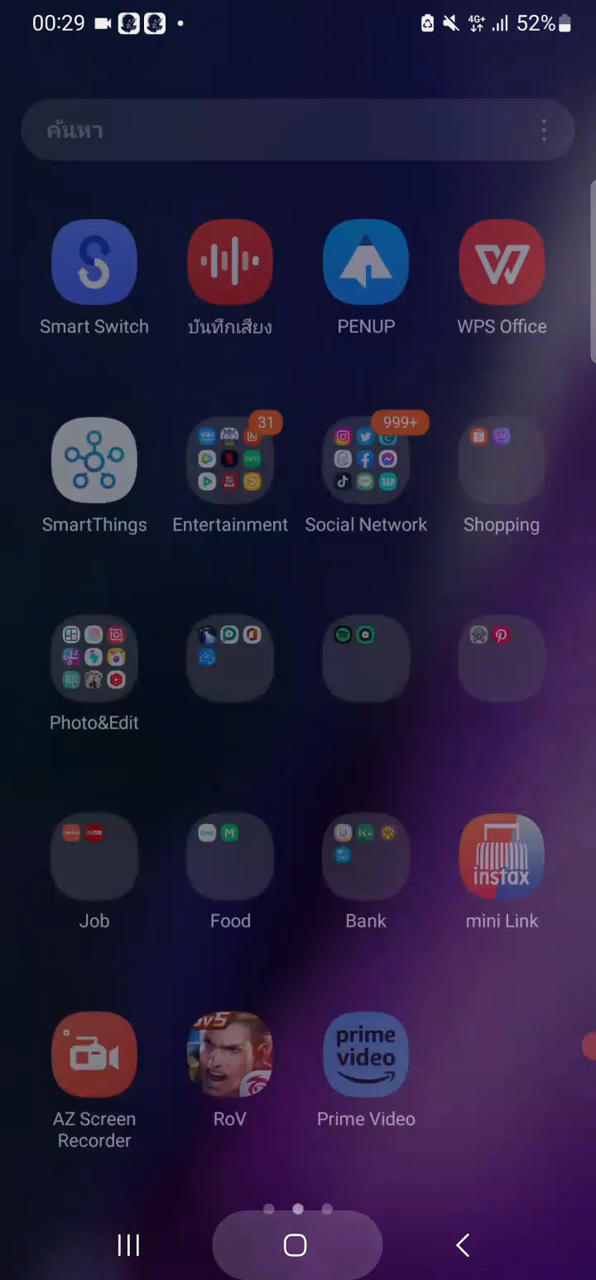 00:29
4G+
52%
ค้นหา
Smart Switch
บันทึกเสียง
PENUP
WPS Office
31
999+
SmartThings
Entertainment
Social Network
Shopping
Photo&Edit
instax
Job
Food
Bank
mini Link
5v5
prime
video
AZ Screen
Recorder
RoV
Prime Video